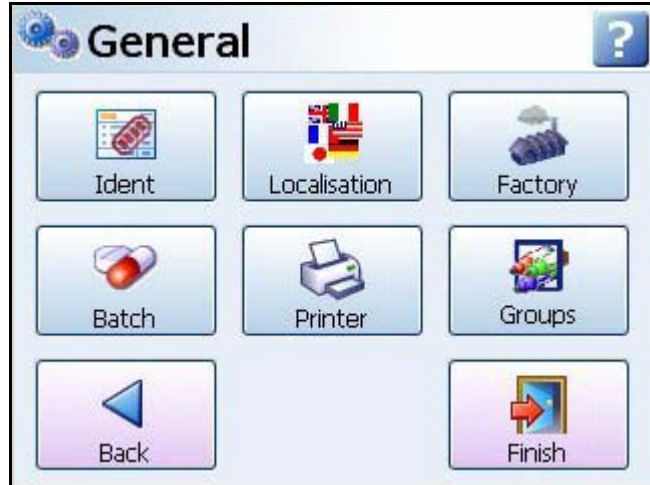 General
?
Ident
Localisation
Factory
Batch
Printer
Groups
Back
Finish